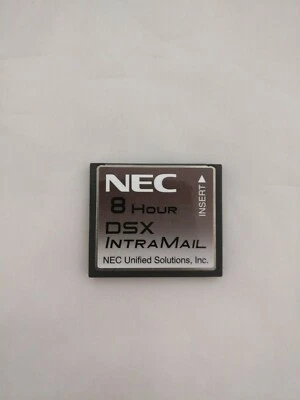 NEC
8 HOUR
DSX
INTRAMAIL
NEC Unified Solutions, Inc.
INSERT